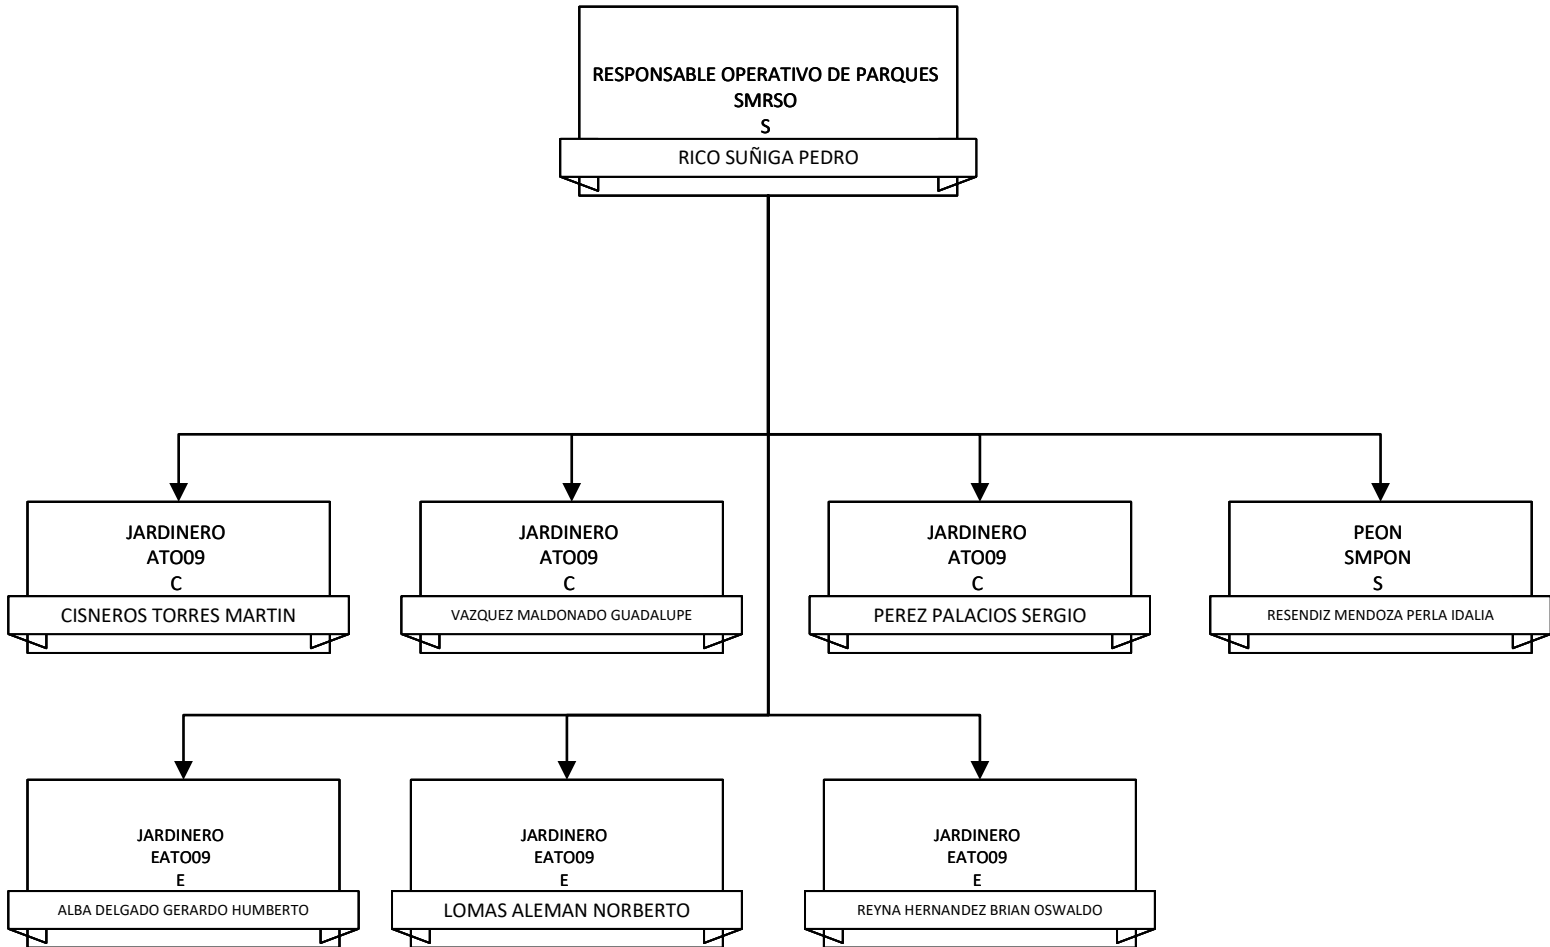 RESPONSABLE OPERATIVO DE PARQUES
SMRSO
S
RICO SUÑIGA PEDRO
JARDINERO
ATO09
C
CISNEROS TORRES MARTIN
JARDINERO
ATO09
C
VAZQUEZ MALDONADO GUADALUPE
JARDINERO
ATO09
C
PEREZ PALACIOS SERGIO
PEON
SMPON
S
RESENDIZ MENDOZA PERLA IDALIA
JARDINERO
EATO09
E
ALBA DELGADO GERARDO HUMBERTO
JARDINERO
EATO09
E
LOMAS ALEMAN NORBERTO
JARDINERO
EATO09
E
REYNA HERNANDEZ BRIAN OSWALDO